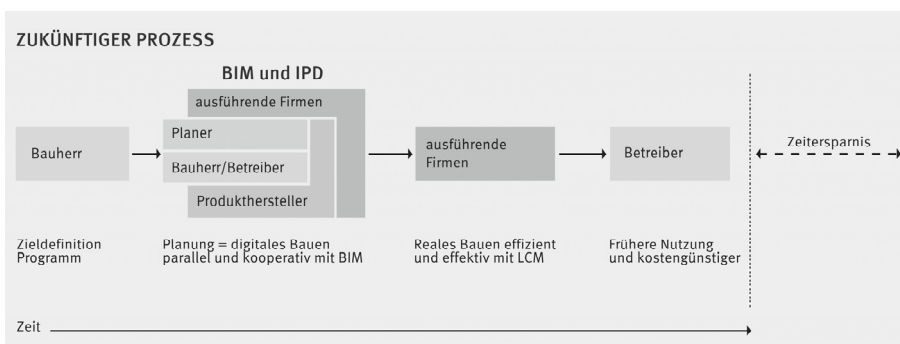 ZUKÜNFTIGER PROZESS
BIM und IPD
ausführende Firmen
Bauherr
Planer
Bauherr/Betreiber
Produkthersteller
ausführende
Firmen
Betreiber
Zeitersparnis
Zieldefinition
Programm
Planung = digitales Bauen
parallel und kooperativ mit BIM
Reales Bauen effizient
und effektiv mit LCM
Frühere Nutzung
und kostengünstiger
Zeit